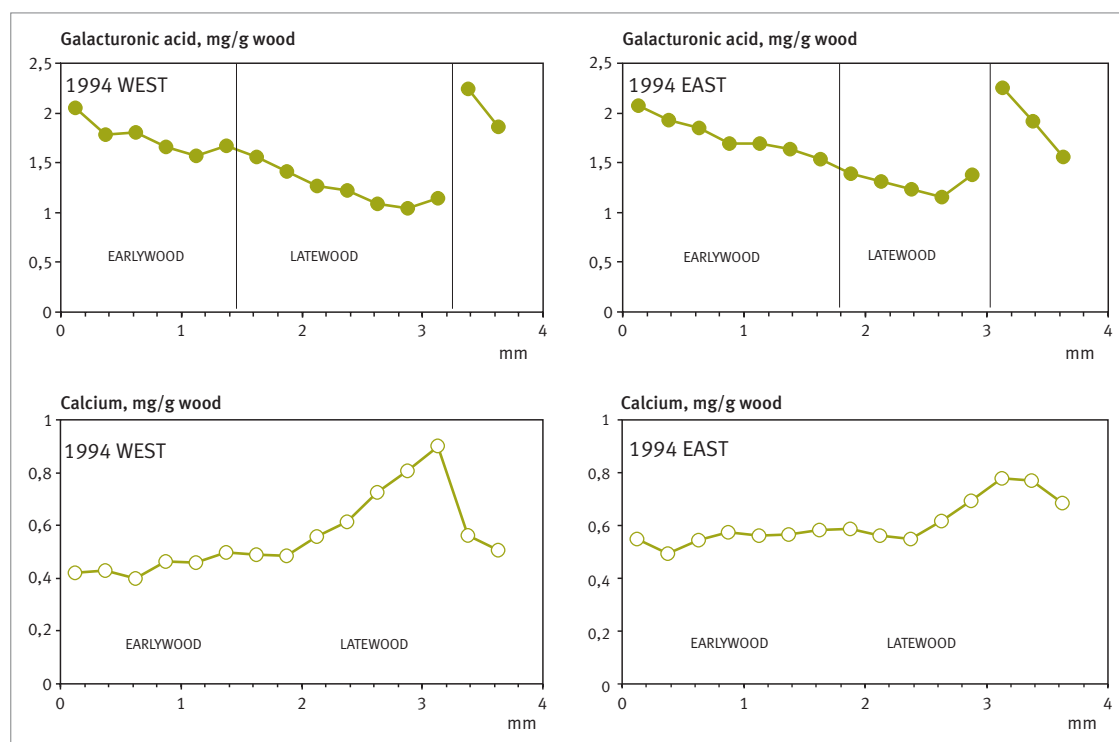 Galacturonic acid, mg/g wood
2,5
1994 WEST
2
1,5
1
0,5
EARLYWOOD LATEWOOD
0
0 1 2 3 4
mm
Galacturonic acid, mg/g wood
2,5
1994 EAST
2
1,5
1
0,5
EARLYWOOD LATEWOOD
0
0 1 2 3 4
mm
Calcium, mg/g wood
1
1994 WEST
0,8
0,6
0,4
0,2
EARLYWOOD LATEWOOD
0
0 1 2 3 4
mm
Calcium, mg/g wood
1
1994 EAST
0,8
0,6
0,4
0,2
EARLYWOOD LATEWOOD
0
0 1 2 3 4
mm